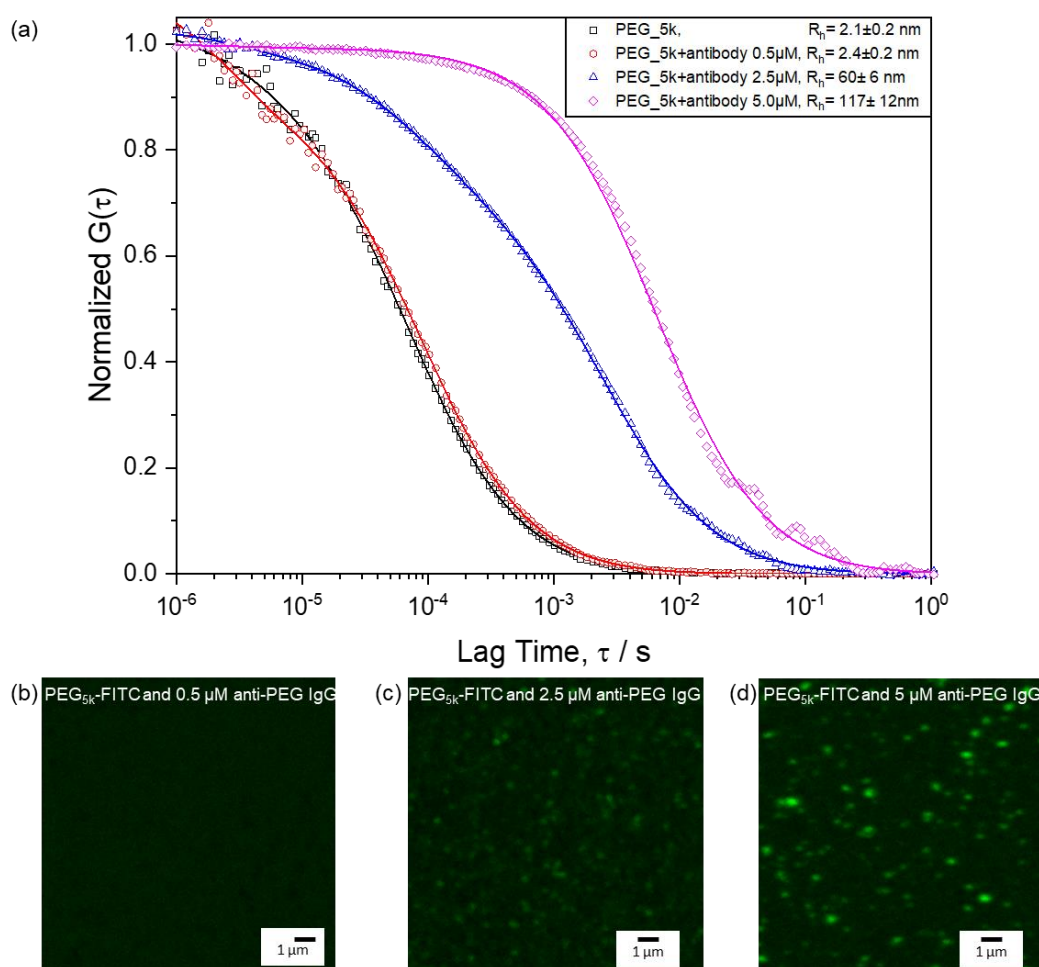 (a)
PEG_5k, R_h= 2.1±0.2 nm
PEG_5k+antibody 0.5μM, R_h= 2.4±0.2 nm
PEG_5k+antibody 2.5μM, R_h= 60± 6 nm
PEG_5k+antibody 5.0μM, R_h= 117± 12nm
Normalized G(τ)
1.0
0.8
0.6
0.4
0.2
0.0
10⁻⁶ 10⁻⁵ 10⁻⁴ 10⁻³ 10⁻² 10⁻¹ 10⁰
Lag Time, τ / s
(b) PEG₅ₖ-FITC and 0.5 μM anti-PEG IgG
1 μm
(c) PEG₅ₖ-FITC and 2.5 μM anti-PEG IgG
1 μm
(d) PEG₅ₖ-FITC and 5 μM anti-PEG IgG
1 μm